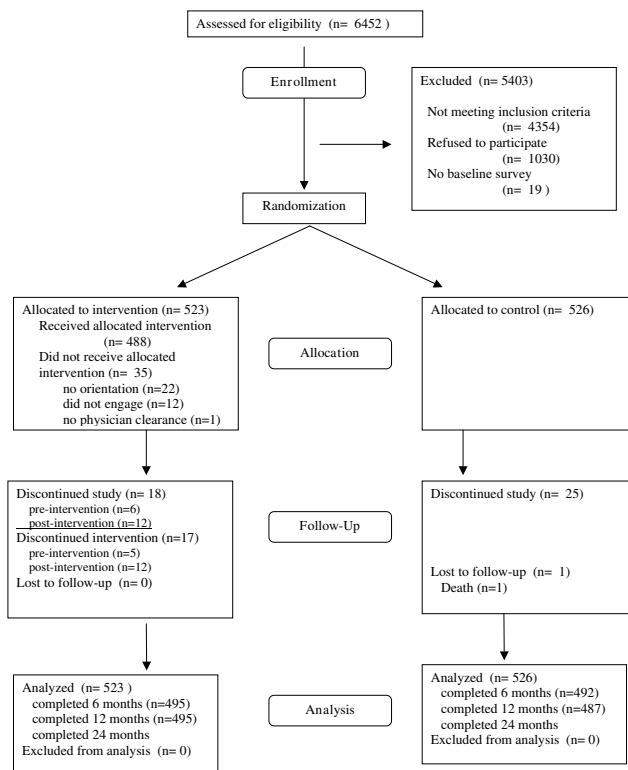 Assessed for eligibility (n= 6452 )
Enrollment
Excluded (n= 5403)
Not meeting inclusion criteria
(n= 4354)
Refused to participate
(n= 1030)
No baseline survey
(n= 19 )
Randomization
Allocated to intervention (n= 523)
Received allocated intervention
(n= 488)
Did not receive allocated
intervention (n= 35)
no orientation (n=22)
did not engage (n=12)
no physician clearance (n=1)
Allocation
Allocated to control (n= 526)
Discontinued study (n= 18)
pre-intervention (n=6)
post-intervention (n=12)
Discontinued intervention (n=17)
pre-intervention (n=5)
post-intervention (n=12)
Lost to follow-up (n= 0)
Follow-Up
Discontinued study (n= 25)
Lost to follow-up (n= 1)
Death (n=1)
Analyzed (n= 523 )
completed 6 months (n=495)
completed 12 months (n=495)
completed 24 months
Excluded from analysis (n= 0)
Analysis
Analyzed (n= 526)
completed 6 months (n=492)
completed 12 months (n=487)
completed 24 months
Excluded from analysis (n= 0)